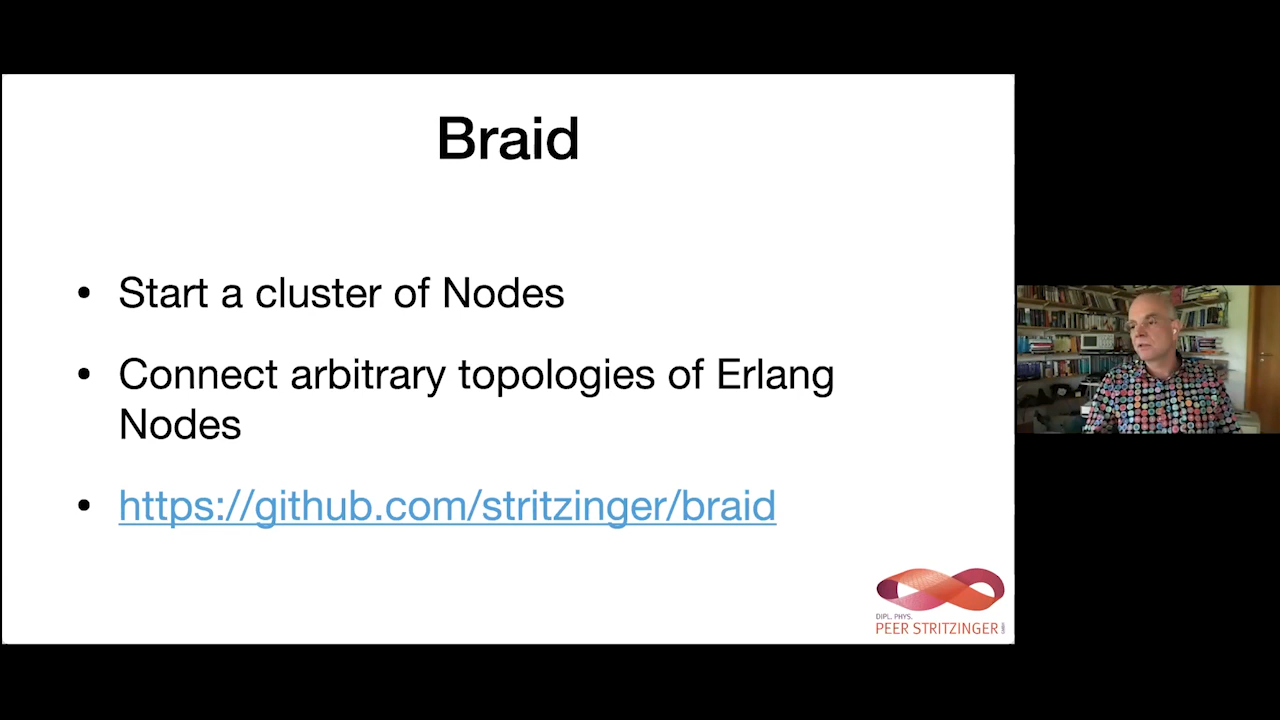 Braid
• Start a cluster of Nodes
• Connect arbitrary topologies of Erlang
Nodes
• https://github.com/stritzinger/braid
DIPL. PHYS.
PEER STRITZINGER GMBH